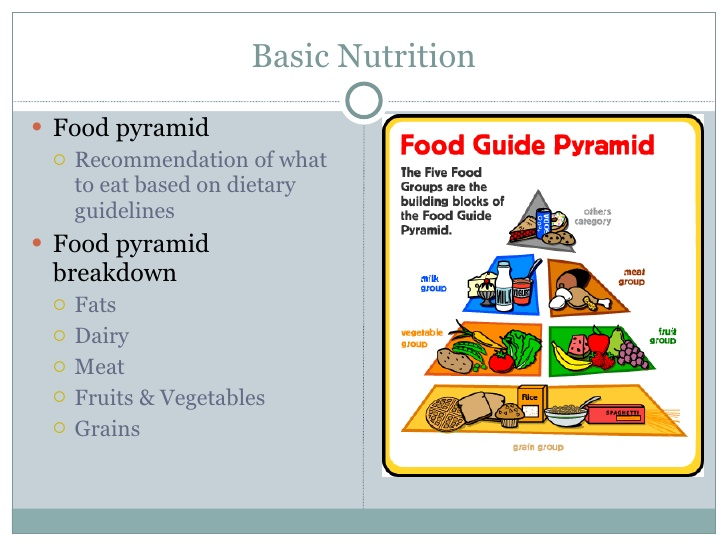 Basic Nutrition
Food pyramid
Recommendation of what
to eat based on dietary
guidelines
Food pyramid
breakdown
Fats
Dairy
Meat
Fruits & Vegetables
Grains
Food Guide Pyramid
The Five Food
Groups are the
building blocks of
the Food Guide
Pyramid.
others
category
milk
group
MILK
YOGURT
meat
group
vegetable
group
fruit
group
Rice
SPAGHETTI
grain group